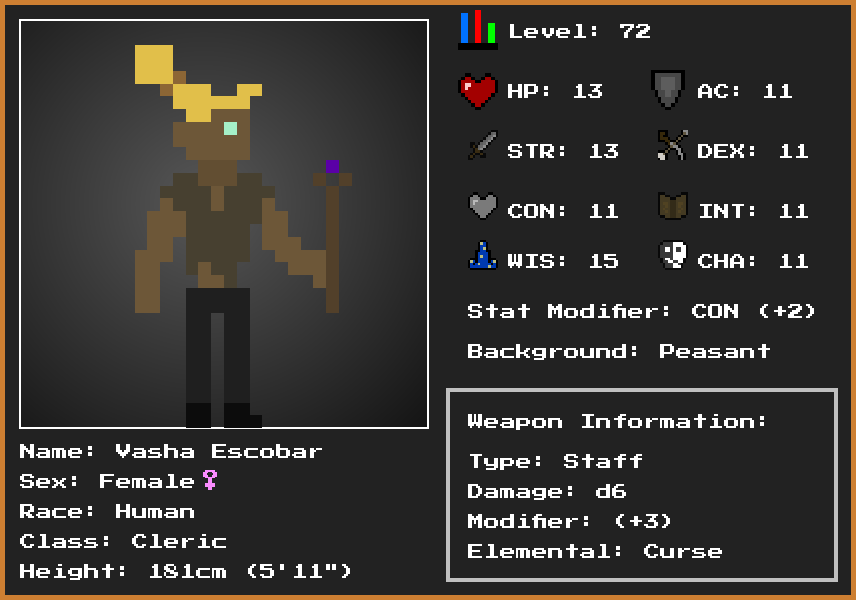 Level: 72
HP: 13 AC: 11
STR: 13 DEX: 11
CON: 11 INT: 11
WIS: 15 CHA: 11
Stat Modifier: CON (+2)
Background: Peasant
Weapon Information:
Type: Staff
Damage: d6
Modifier: (+3)
Elemental: Curse
Name: Vasha Escobar
Sex: Female♀
Race: Human
Class: Cleric
Height: 181cm (5'11")